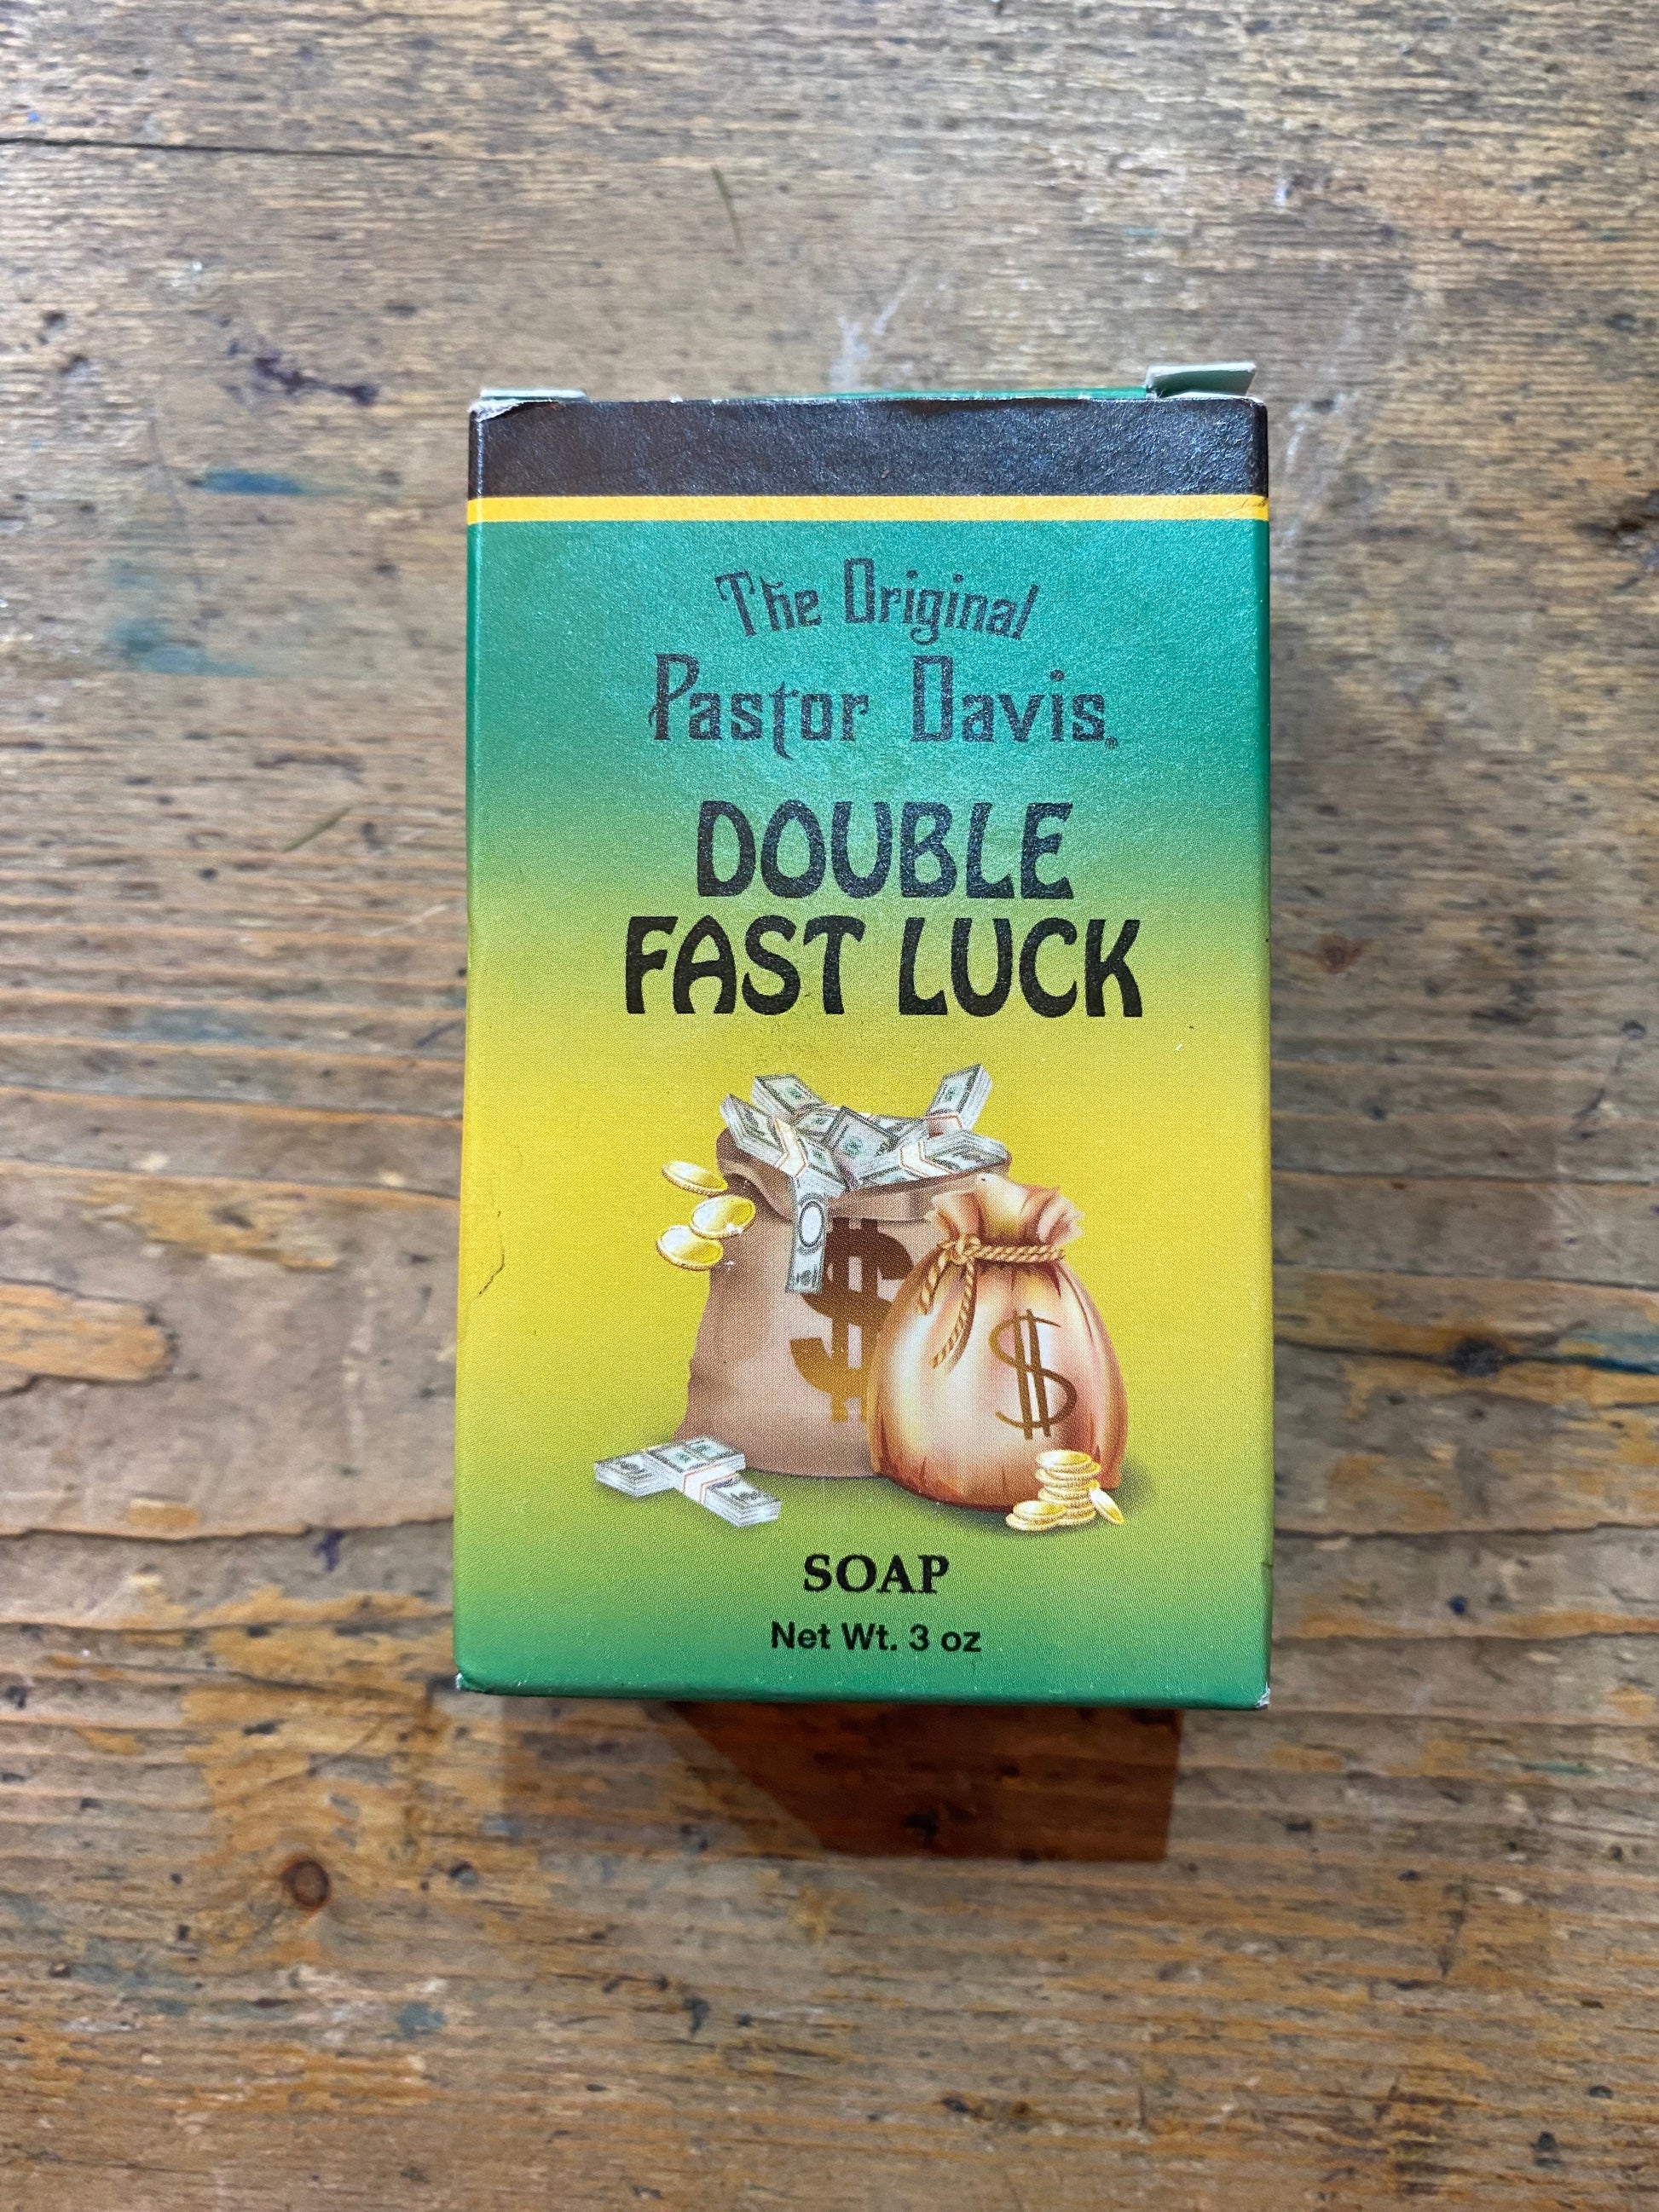 The Original
Pastor Davis®
DOUBLE
FAST LUCK
$
$
SOAP
Net Wt. 3 oz